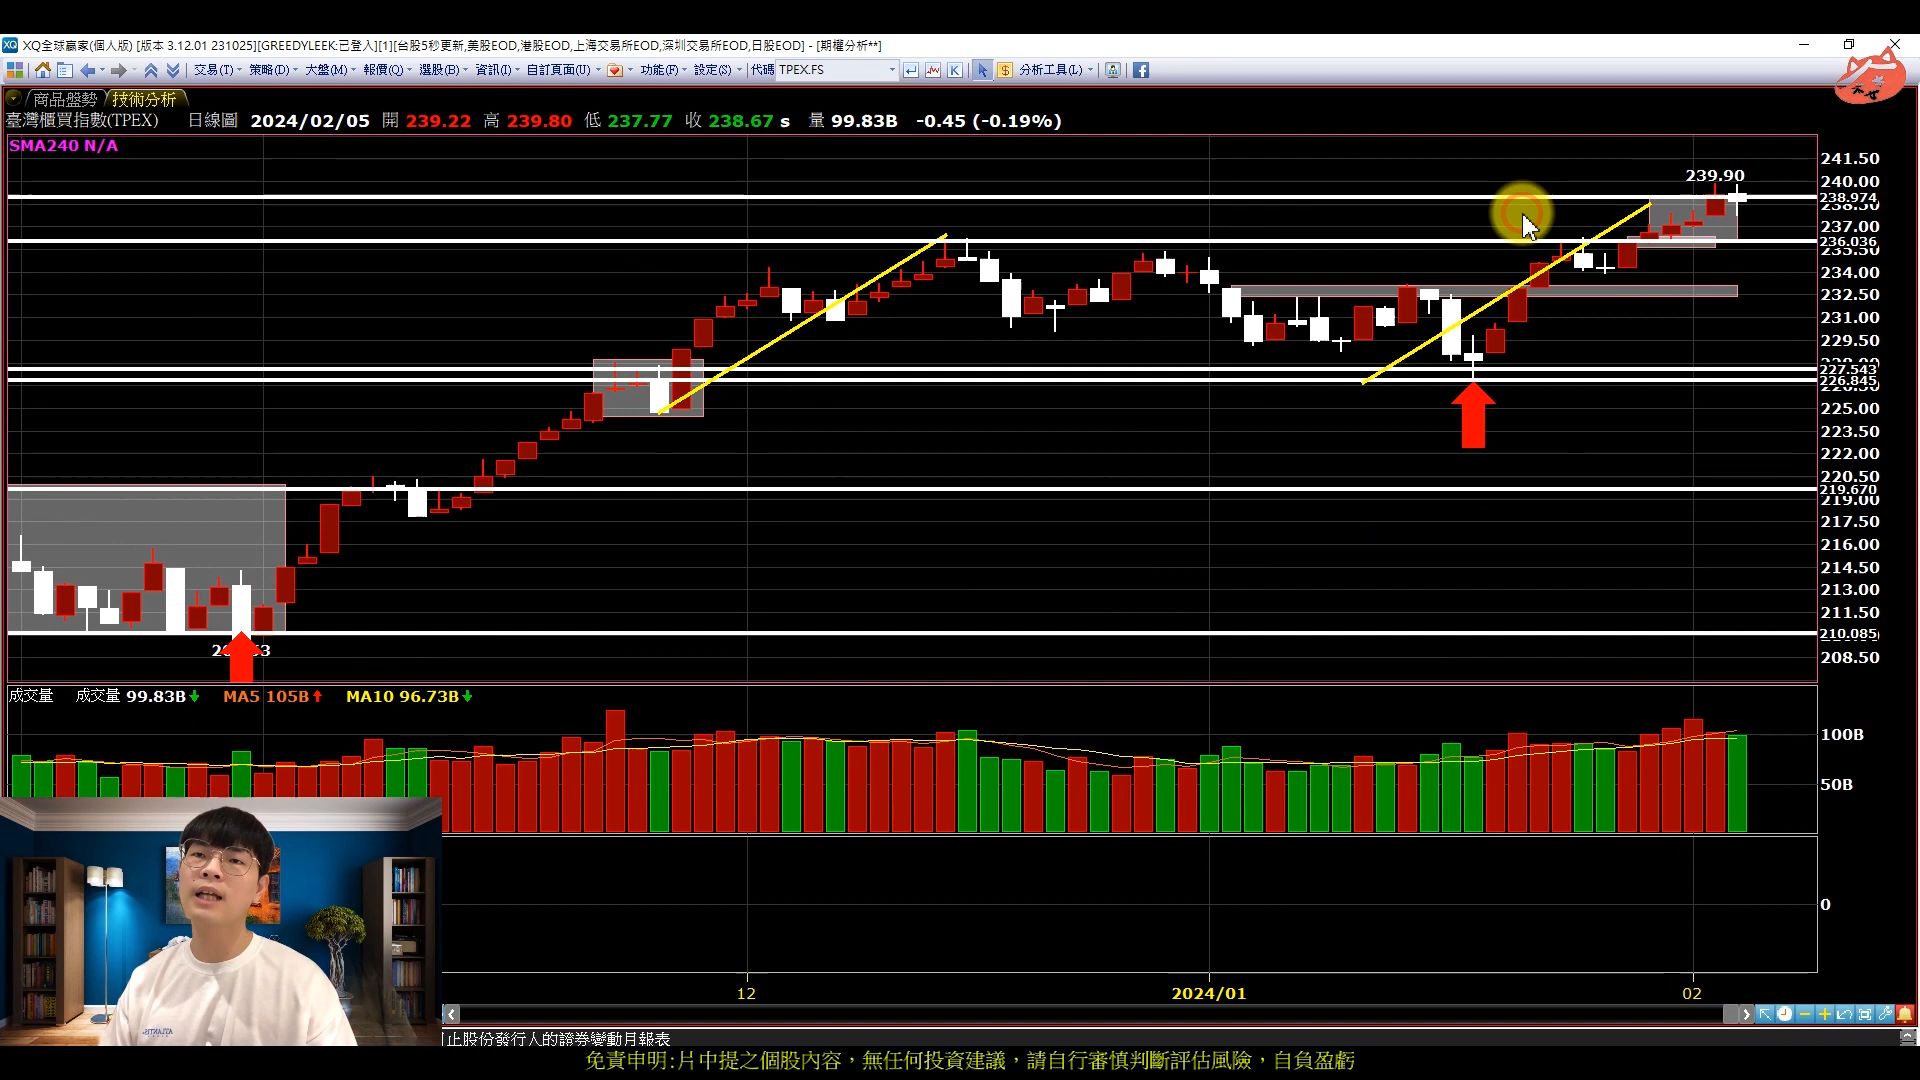 XQ全球贏家(個人版) [版本 3.12.01 231025][GREEDYLEEK:已登入][1][台股5秒更新,美股EOD,港股EOD,上海交易所EOD,深圳交易所EOD,日股EOD] - [期權分析**]
交易(T) 策略(D) 大盤(M) 報價(Q) 選股(B) 資訊(I) 自訂頁面(U) 功能(F) 設定(S) 代碼 TPEX.FS K $ 分析工具(L)
商品盤勢 技術分析
臺灣櫃買指數(TPEX) 日線圖 2024/02/05 開 239.22 高 239.80 低 237.77 收 238.67 s 量 99.83B -0.45 (-0.19%)
SMA240 N/A
241.50
239.90
240.00
238.974
238.50
237.00
236.036
235.50
234.00
232.50
231.00
229.50
227.543
226.845
225.00
223.50
222.00
220.50
219.670
219.00
217.50
216.00
214.50
213.00
211.50
210.085
208.50
成交量 成交量 99.83B MA5 105B MA10 96.73B
100B
50B
0
12 2024/01 02
止股份發行人的證券變動月報表
免責申明:片中提之個股內容，無任何投資建議，請自行審慎判斷評估風險，自負盈虧